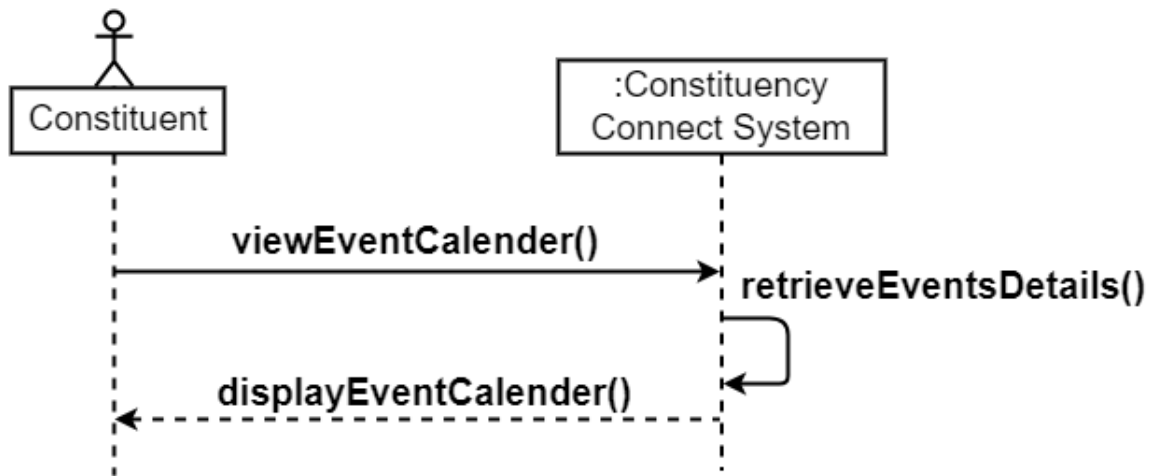 :Constituency
Connect System
Constituent
viewEventCalender()
retrieveEventsDetails()
displayEventCalender()